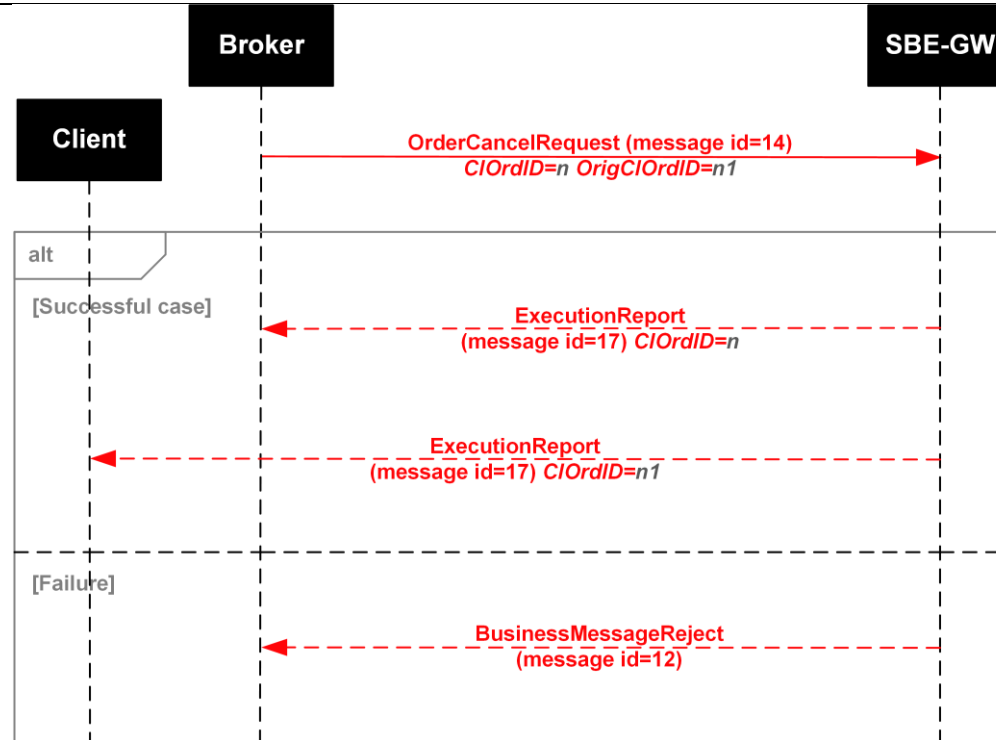 Broker
SBE-GW
Client
OrderCancelRequest (message id=14)
ClOrdID=n OrigClOrdID=n1
alt
[Successful case]
ExecutionReport
(message id=17) ClOrdID=n
ExecutionReport
(message id=17) ClOrdID=n1
[Failure]
BusinessMessageReject
(message id=12)